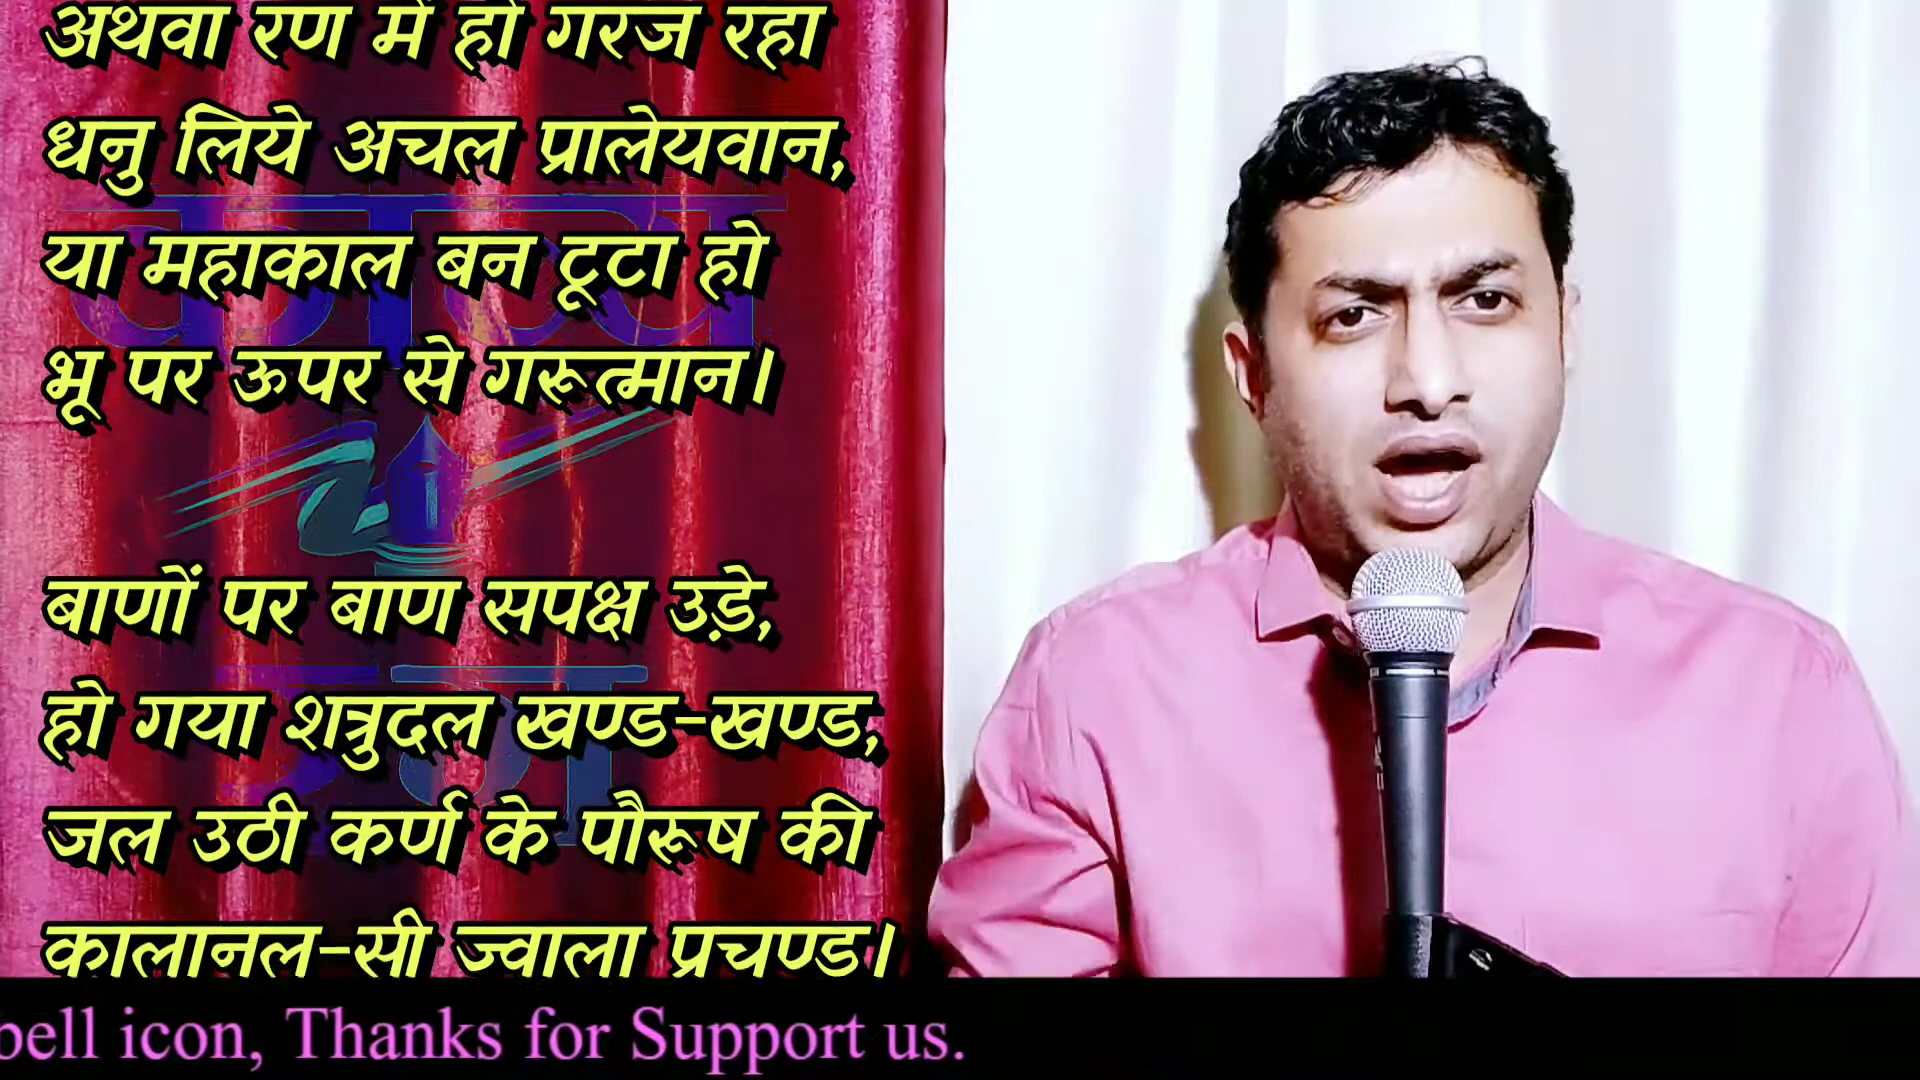 अथवा रण में हो गरज रहा
धनु लिये अचल प्रालेयवान,
या महाकाल बन टूटा हो
भू पर ऊपर से गरूत्मान।
काव्य
बाणों पर बाण सपक्ष उड़े,
हो गया शत्रुदल खण्ड-खण्ड,
जल उठी कर्ण के पौरूष की
कालानल-सी ज्वाला प्रचण्ड।
bell icon, Thanks for Support us.